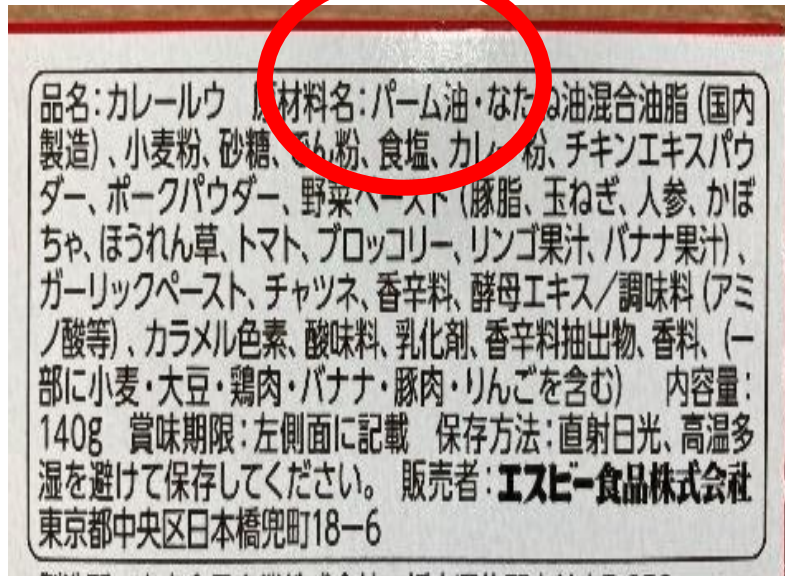 品名：カレールウ 原材料名：パーム油・なたね油混合油脂（国内
製造）、小麦粉、砂糖、でん粉、食塩、カレー粉、チキンエキスパウ
ダー、ポークパウダー、野菜ペースト（豚脂、玉ねぎ、人参、かぼ
ちゃ、ほうれん草、トマト、ブロッコリー、リンゴ果汁、バナナ果汁）、
ガーリックペースト、チャツネ、香辛料、酵母エキス／調味料（アミ
ノ酸等）、カラメル色素、酸味料、乳化剤、香辛料抽出物、香料、（一
部に小麦・大豆・鶏肉・バナナ・豚肉・りんごを含む） 内容量：
140g 賞味期限：左側面に記載 保存方法：直射日光、高温多
湿を避けて保存してください。 販売者：エスビー食品株式会社
東京都中央区日本橋兜町18－6